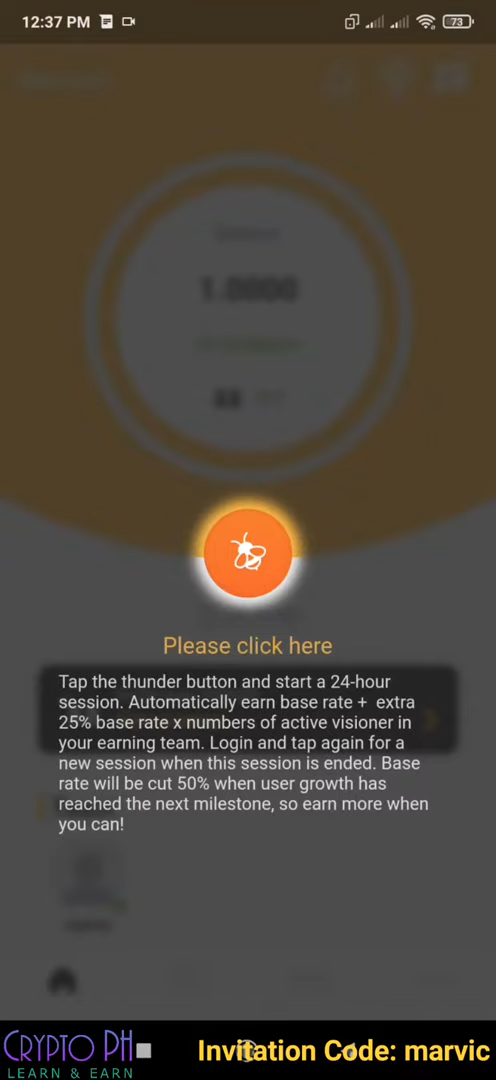 12:37 PM
73
1.0000
Please click here
Tap the thunder button and start a 24-hour
session. Automatically earn base rate +  extra
25% base rate x numbers of active visioner in
your earning team. Login and tap again for a
new session when this session is ended. Base
rate will be cut 50% when user growth has
reached the next milestone, so earn more when
you can!
CRYPTO PH
LEARN & EARN
Invitation Code: marvic